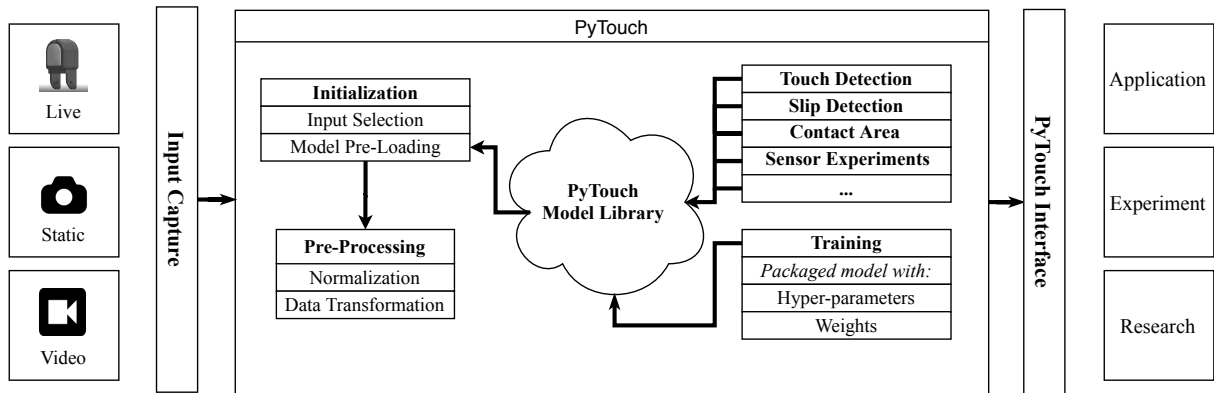 Live
Static
Video
Input Capture
PyTouch
Initialization
Input Selection
Model Pre-Loading
Pre-Processing
Normalization
Data Transformation
PyTouch
Model Library
Touch Detection
Slip Detection
Contact Area
Sensor Experiments
...
Training
Packaged model with:
Hyper-parameters
Weights
PyTouch Interface
Application
Experiment
Research